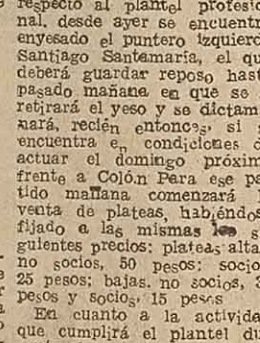 respecto al plantel profesio
nal, desde ayer se encuentr
enyesado el puntero izquierd
Santjago Santamaría, el qu
deberá guardar reposo hast
pasado mañana en que se
retirará el yeso y se dictam
nará, recién entonces, si s
encuentra en condiciones d
actuar el domingo próxim
frente a Colón Para ese pa
tido mañana comenzará
venta de plateas, habiéndos
fijado a las mismas los s
guientes precios: plateas alta
no socios, 50 pesos; socio
25 pesos; bajas. no socios, 3
pesos y socios, 15 pesos
En cuanto a la activida
que cumplirá el plantel du